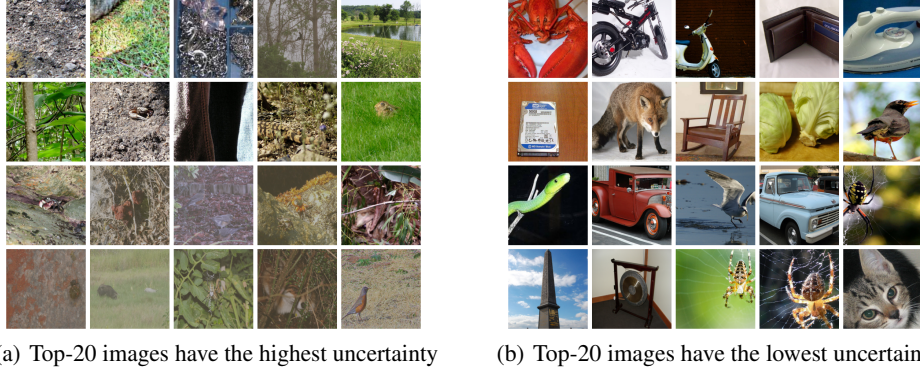 a) Top-20 images have the highest uncertainty
(b) Top-20 images have the lowest uncertain